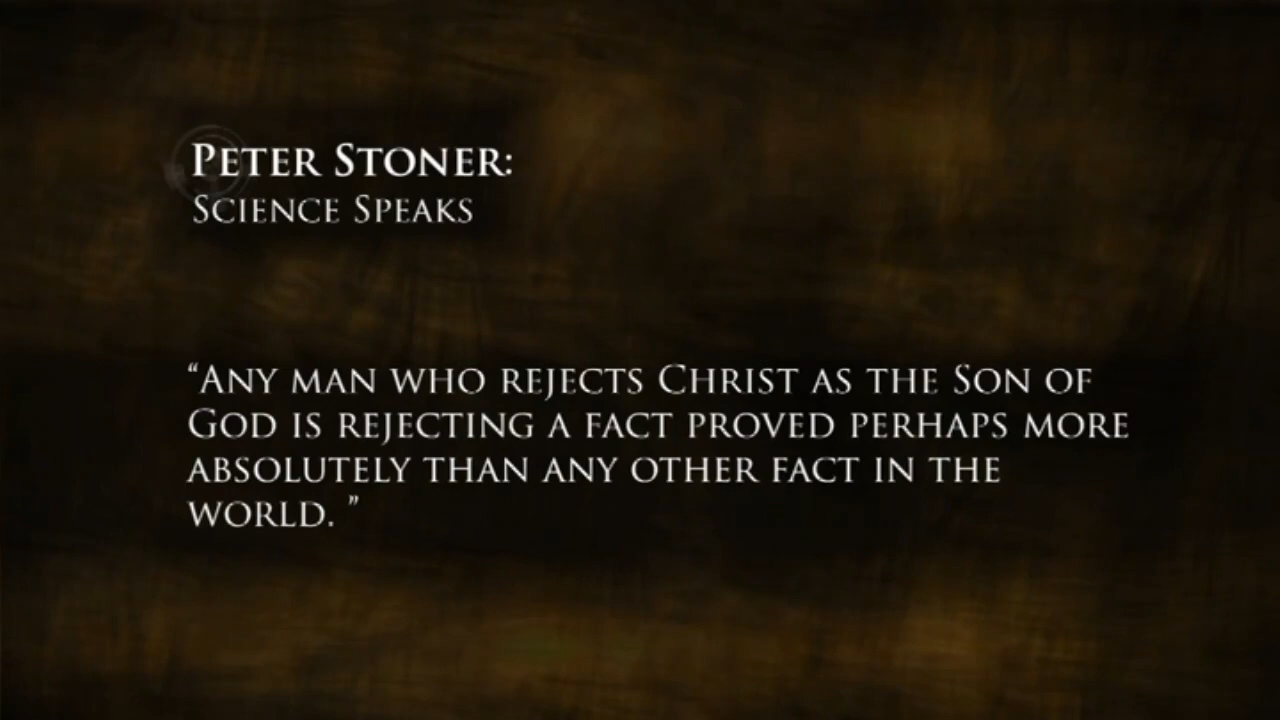 Peter Stoner:
Science Speaks
“Any man who rejects Christ as the Son of
God is rejecting a fact proved perhaps more
absolutely than any other fact in the
world. ”